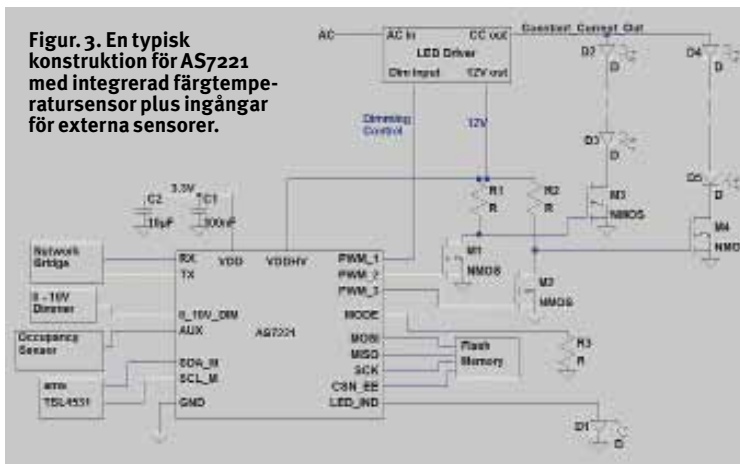 Figur. 3. En typisk
konstruktion för AS7221
med integrerad färgtempe-
ratursensor plus ingångar
för externa sensorer.
AC
AC In
CC out
Constant_Current_Out
LED Driver
Dim Input
12V out
D2
D
D4
D
Dimming
Control
12V
D3
D
D5
D
R1
R
R2
R
M3
NMOS
M4
NMO
3.3V
C2
10µF
C1
100nF
M1
NMOS
M2
NMOS
Network
Bridge
RX
TX
VDD
VDDHV
PWM_1
PWM_2
PWM_3
0 - 10V
Dimmer
0_10V_DIM
MODE
Occupancy
Sensor
AUX
AS7221
MOSI
MISO
SCK
CSN_EE
Flash
Memory
R3
R
ams
TSL4531
SDA_M
SCL_M
GND
LED_IND
D1
D